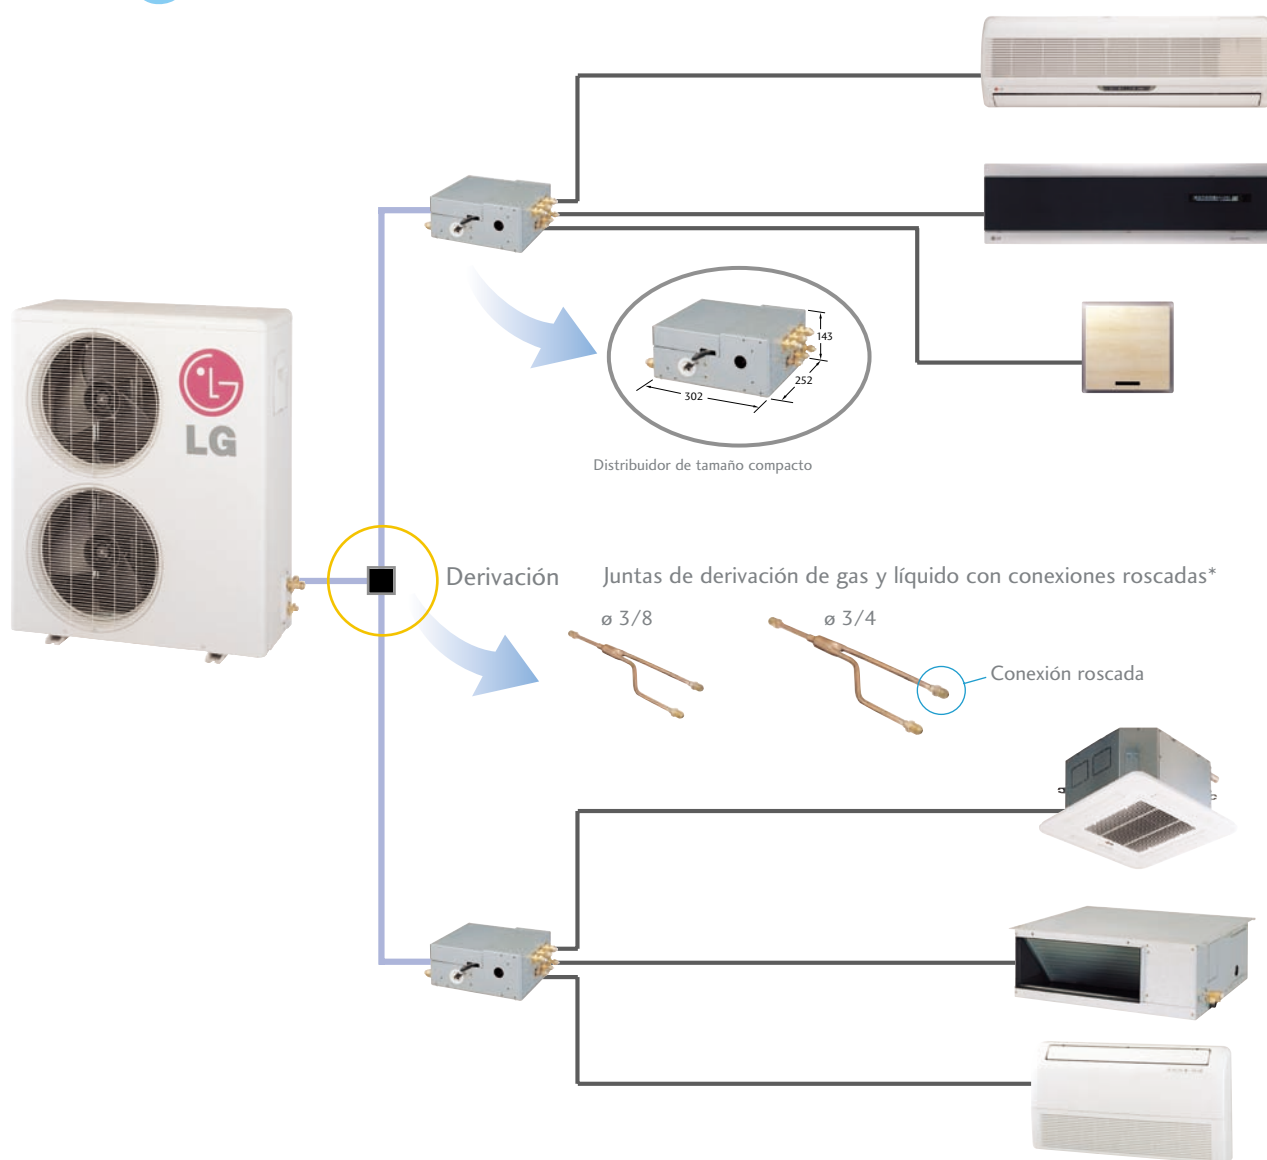 143
252
302
Distribuidor de tamaño compacto
LG
Derivación
Juntas de derivación de gas y líquido con conexiones roscadas*
ø 3/8
ø 3/4
Conexión roscada